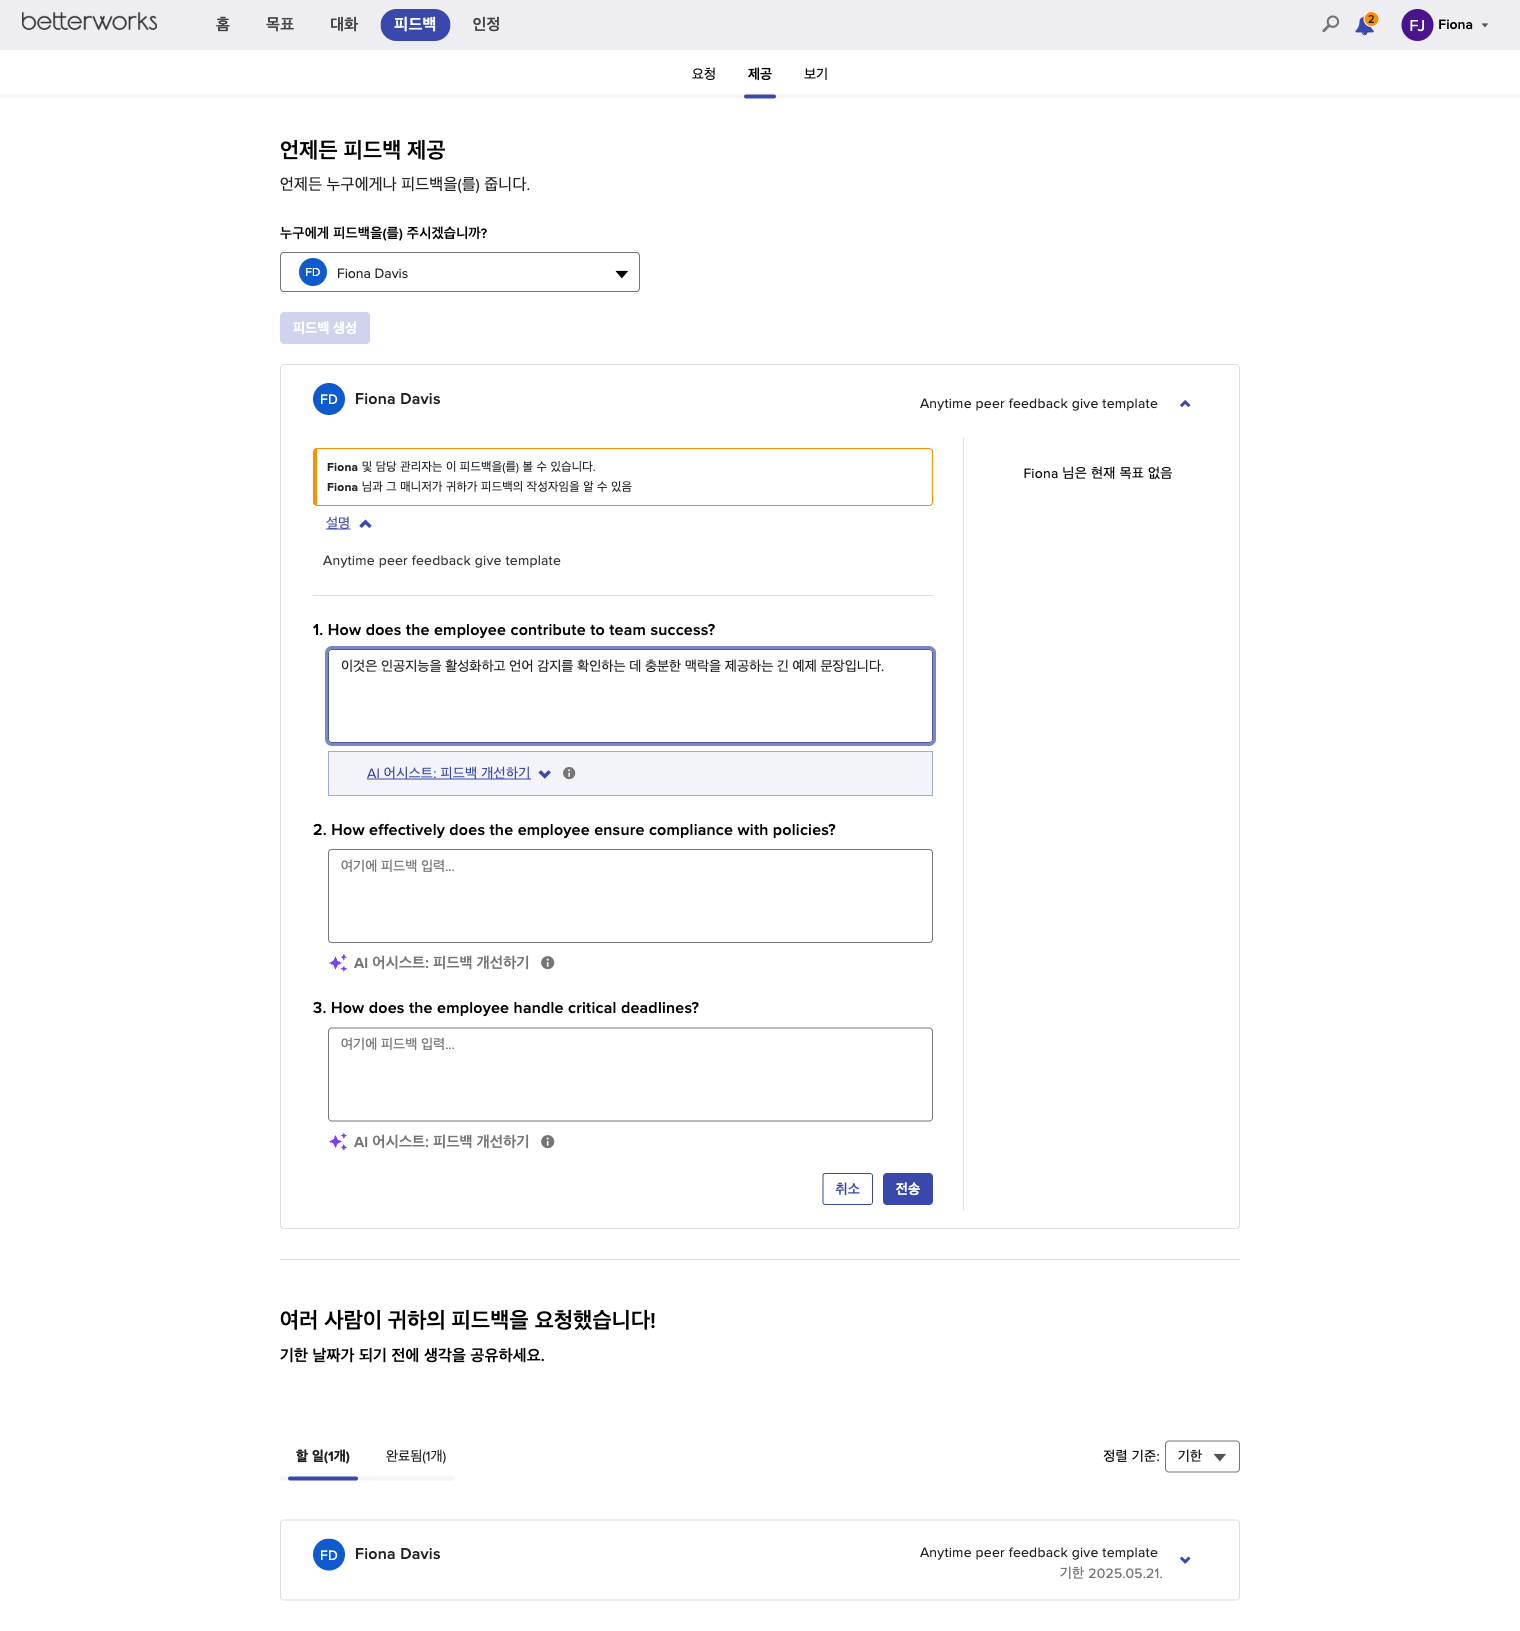 betterworks
홈
목표
대화
피드백
인정
2
FJ
Fiona
요청
제공
보기
언제든 피드백 제공
언제든 누구에게나 피드백을(를) 줍니다.
누구에게 피드백을(를) 주시겠습니까?
FD Fiona Davis
피드백 생성
FD Fiona Davis
Anytime peer feedback give template
Fiona 및 담당 관리자는 이 피드백을(를) 볼 수 있습니다.
Fiona 님과 그 매니저가 귀하가 피드백의 작성자임을 알 수 있음
Fiona 님은 현재 목표 없음
설명
Anytime peer feedback give template
1. How does the employee contribute to team success?
이것은 인공지능을 활성화하고 언어 감지를 확인하는 데 충분한 맥락을 제공하는 긴 예제 문장입니다.
AI 어시스트: 피드백 개선하기
2. How effectively does the employee ensure compliance with policies?
여기에 피드백 입력...
AI 어시스트: 피드백 개선하기
3. How does the employee handle critical deadlines?
여기에 피드백 입력...
AI 어시스트: 피드백 개선하기
취소
전송
여러 사람이 귀하의 피드백을 요청했습니다!
기한 날짜가 되기 전에 생각을 공유하세요.
할 일(1개)
완료됨(1개)
정렬 기준: 기한
FD Fiona Davis
Anytime peer feedback give template
기한 2025.05.21.